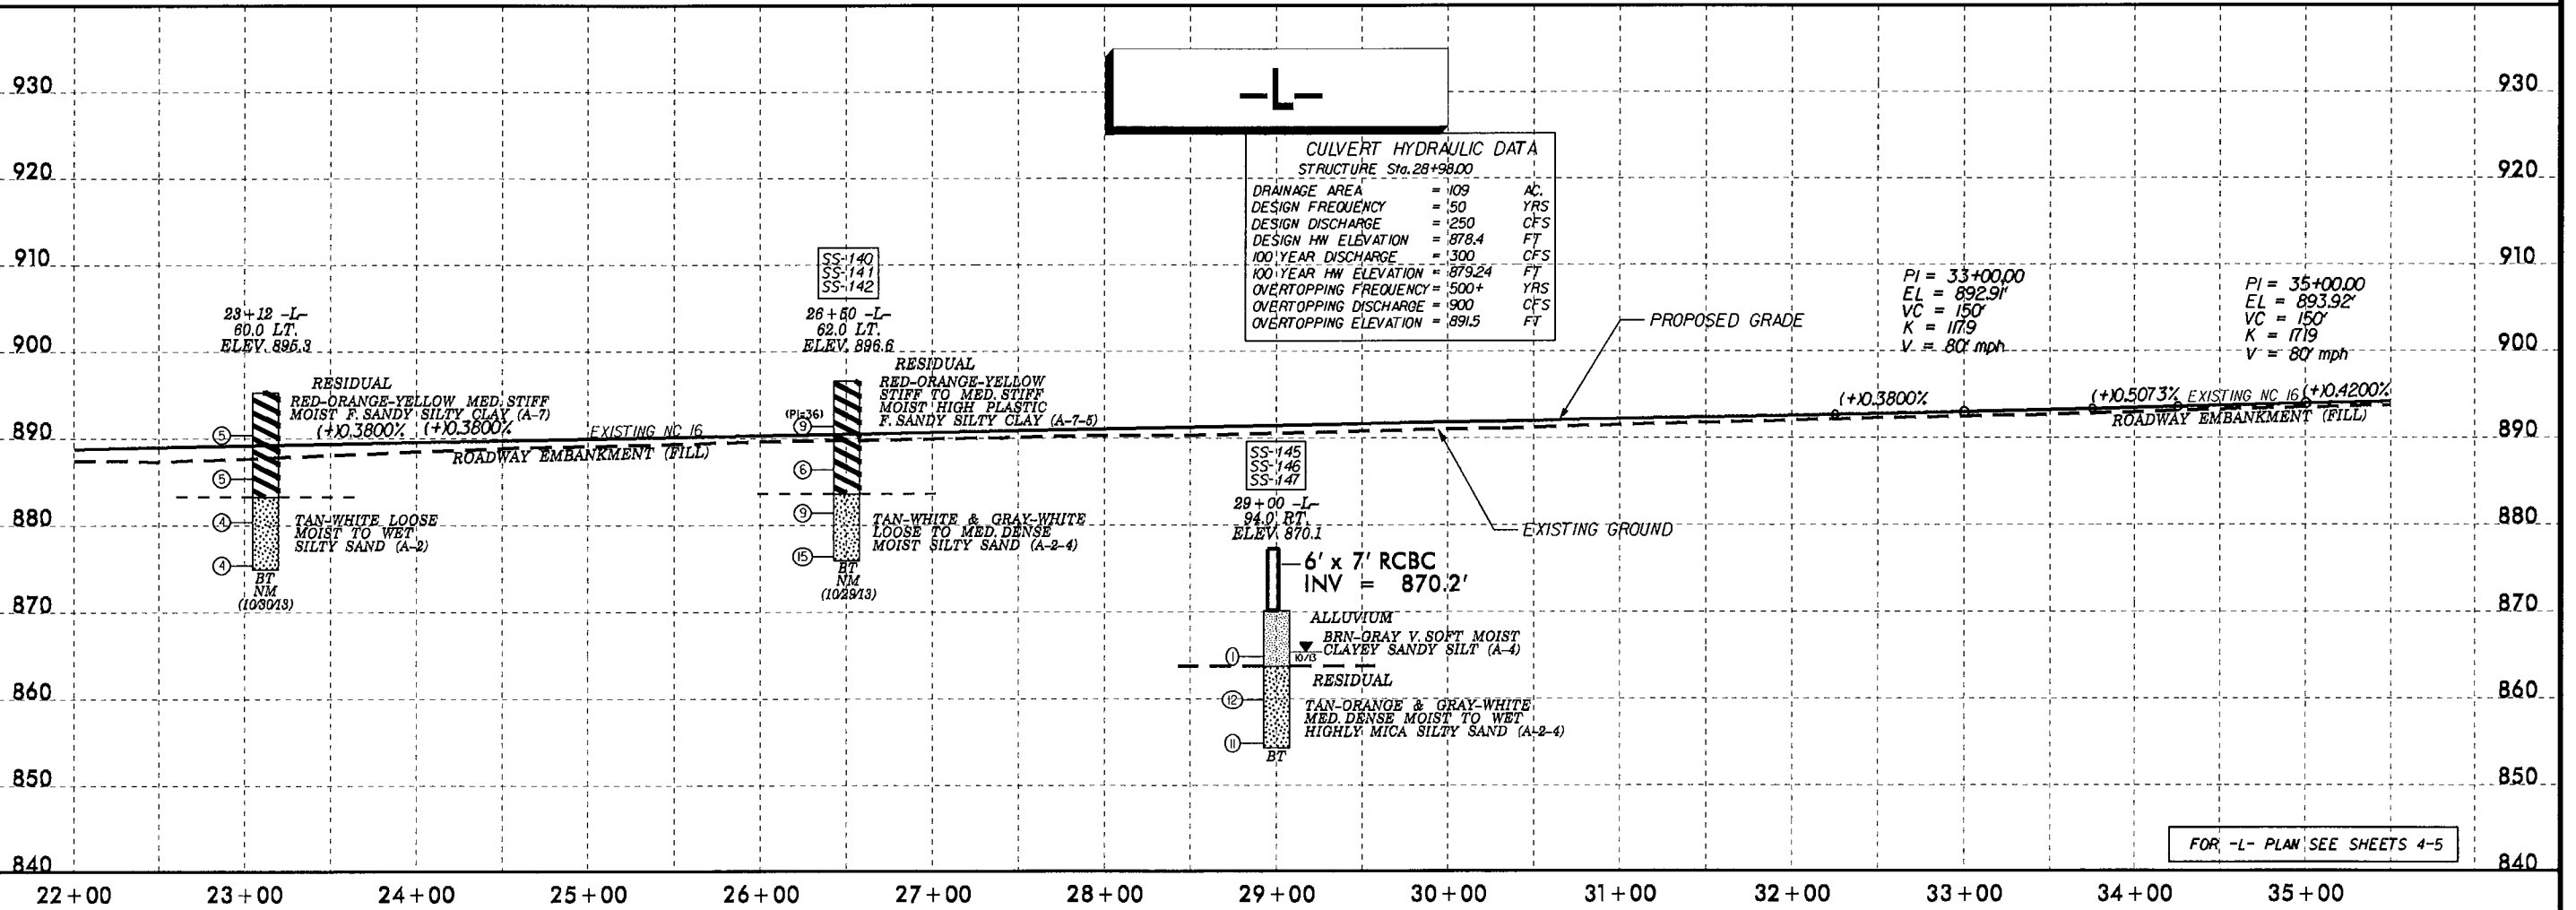 -L-
CULVERT HYDRAULIC DATA
STRUCTURE Sta. 28+98.00
DRAINAGE AREA = 109 AC.
DESIGN FREQUENCY = 50 YRS
DESIGN DISCHARGE = 250 CFS
DESIGN HW ELEVATION = 878.4 FT
100 YEAR DISCHARGE = 300 CFS
100 YEAR HW ELEVATION = 879.24 FT
OVERTOPPING FREQUENCY = 500+ YRS
OVERTOPPING DISCHARGE = 900 CFS
OVERTOPPING ELEVATION = 891.5 FT
930
920
910
900
890
880
870
860
850
840
930
920
910
900
890
880
870
860
850
840
23+12 -L-
60.0 LT.
ELEV. 895.3
RESIDUAL
RED-ORANGE-YELLOW MED. STIFF
MOIST F. SANDY SILTY CLAY (A-7)
(+)0.3800% (+)0.3800%
EXISTING NC 16
ROADWAY EMBANKMENT (FILL)
5
5
4
4
TAN-WHITE LOOSE
MOIST TO WET
SILTY SAND (A-2)
BT
NM
(10/30/13)
SS-140
SS-141
SS-142
26+50 -L-
62.0 LT.
ELEV. 896.6
RESIDUAL
RED-ORANGE-YELLOW
STIFF TO MED. STIFF
MOIST HIGH PLASTIC
F. SANDY SILTY CLAY (A-7-5)
(PI=36)
9
6
9
15
TAN-WHITE & GRAY-WHITE
LOOSE TO MED. DENSE
MOIST SILTY SAND (A-2-4)
BT
NM
(10/29/13)
SS-145
SS-146
SS-147
29+00 -L-
94.0 RT.
ELEV. 870.1
6' x 7' RCBC
INV = 870.2'
ALLUVIUM
BRN-GRAY V. SOFT MOIST
CLAYEY SANDY SILT (A-4)
10/13
1
RESIDUAL
12
TAN-ORANGE & GRAY-WHITE
MED. DENSE MOIST TO WET
HIGHLY MICA SILTY SAND (A-2-4)
11
BT
PROPOSED GRADE
EXISTING GROUND
PI = 33+00.00
EL = 892.91'
VC = 150'
K = 1179
V = 80 mph
PI = 35+00.00
EL = 893.92'
VC = 150'
K = 1719
V = 80 mph
(+)0.3800%
(+)0.5073% EXISTING NC 16 (+)0.4200%
ROADWAY EMBANKMENT (FILL)
FOR -L- PLAN SEE SHEETS 4-5
22+00 23+00 24+00 25+00 26+00 27+00 28+00 29+00 30+00 31+00 32+00 33+00 34+00 35+00